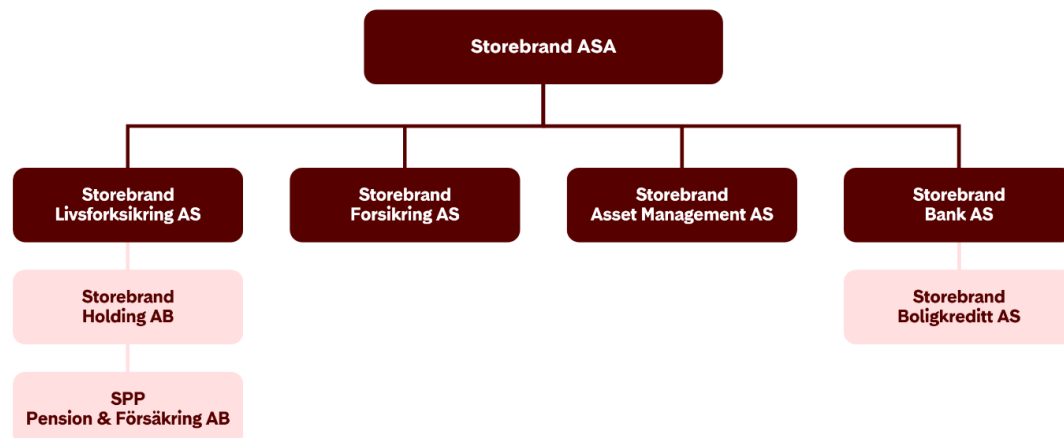 Storebrand ASA
Storebrand
Livsforksikring AS
Storebrand
Forsikring AS
Storebrand
Asset Management AS
Storebrand
Bank AS
Storebrand
Holding AB
Storebrand
Boligkreditt AS
SPP
Pension & Försäkring AB